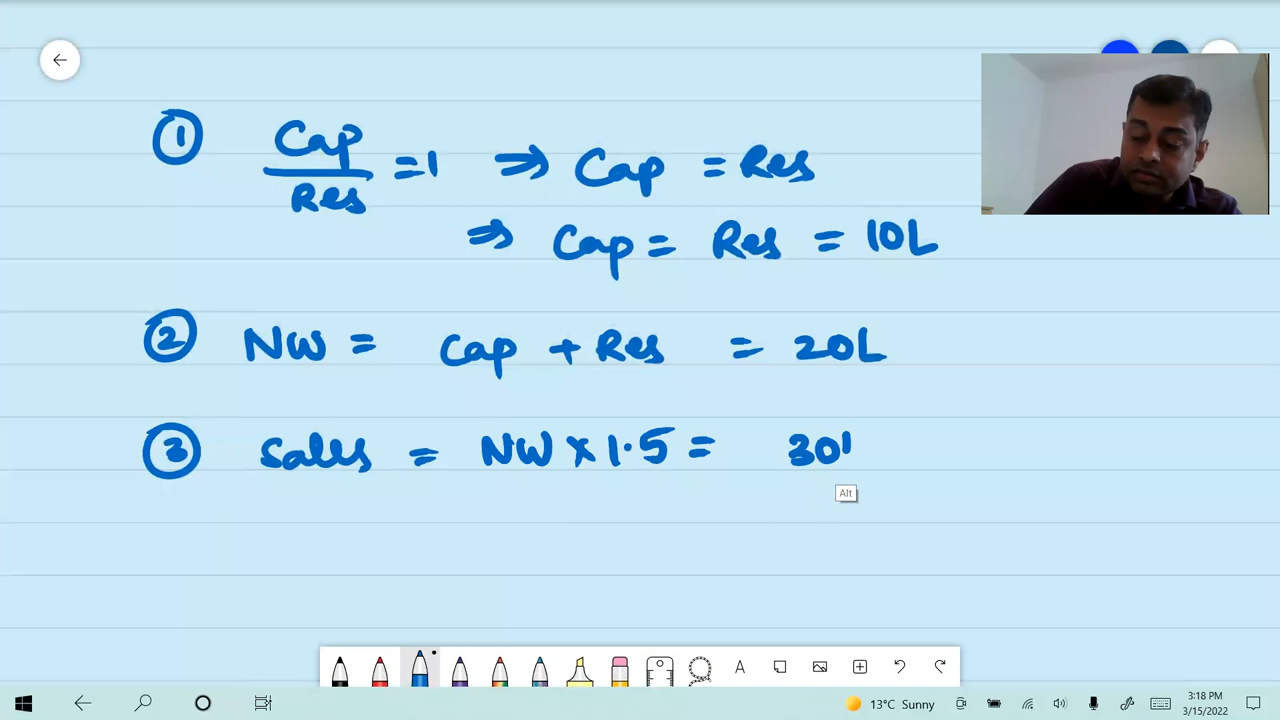 ① Cap/Res = 1 ⇒ Cap = Res
⇒ Cap = Res = 10L
② NW = Cap + Res = 20L
③ Sales = NW × 1.5 = 30
Alt
A
13°C Sunny
3:18 PM
3/15/2022